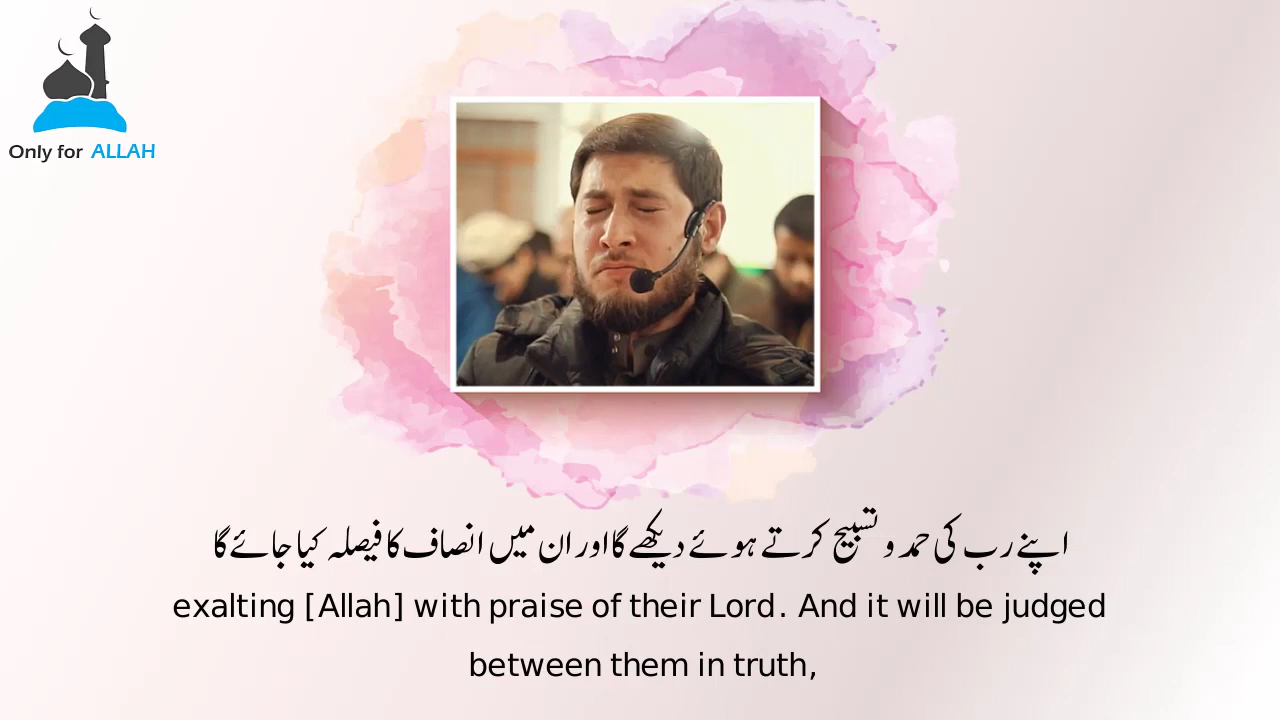 Only for ALLAH
اپنے رب کی حمد و تسبیح کرتے ہوئے دیکھے گا اور ان میں انصاف کا فیصلہ کیا جائے گا
exalting [Allah] with praise of their Lord. And it will be judged
between them in truth,